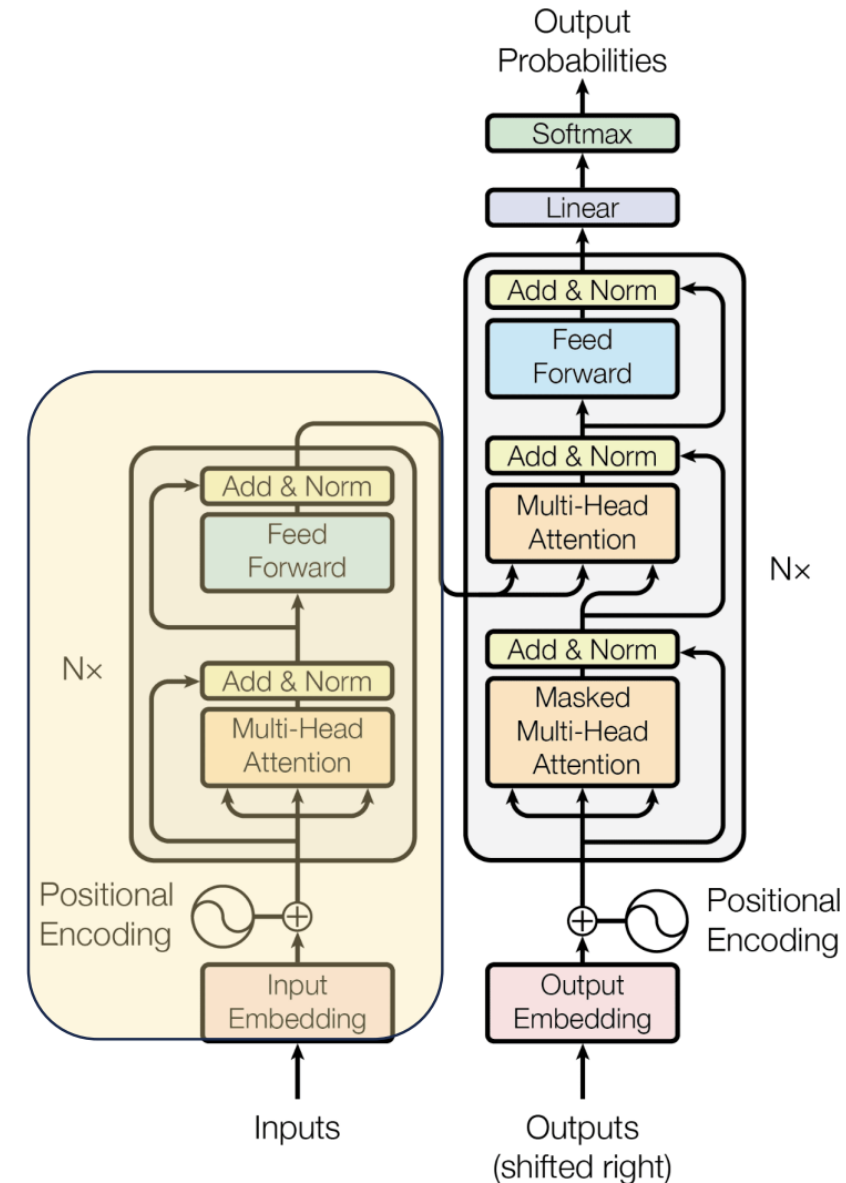 Output
Probabilities
Softmax
Linear
Add & Norm
Feed
Forward
Add & Norm
Multi-Head
Attention
Add & Norm
Masked
Multi-Head
Attention
N×
Positional
Encoding
Output
Embedding
Outputs
(shifted right)
Add & Norm
Feed
Forward
Add & Norm
Multi-Head
Attention
N×
Positional
Encoding
Input
Embedding
Inputs